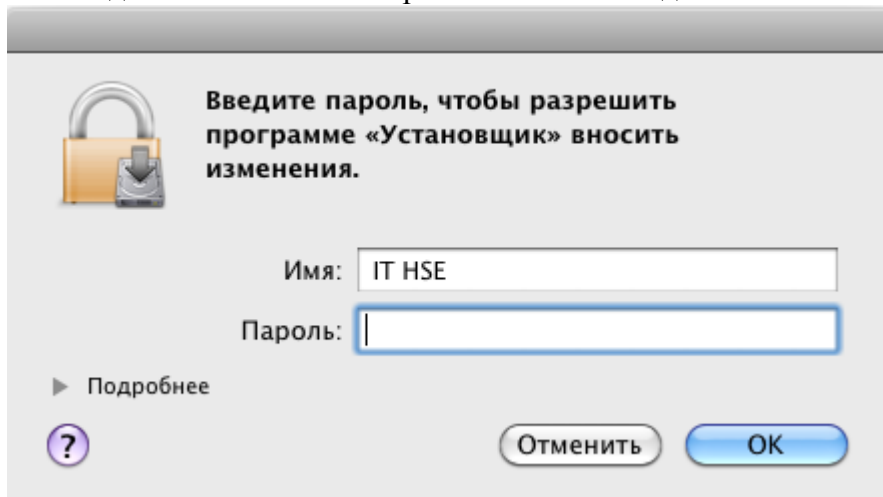 Введите пароль, чтобы разрешить
программе «Установщик» вносить
изменения.
Имя: IT HSE
Пароль:
Подробнее
?
Отменить
OK